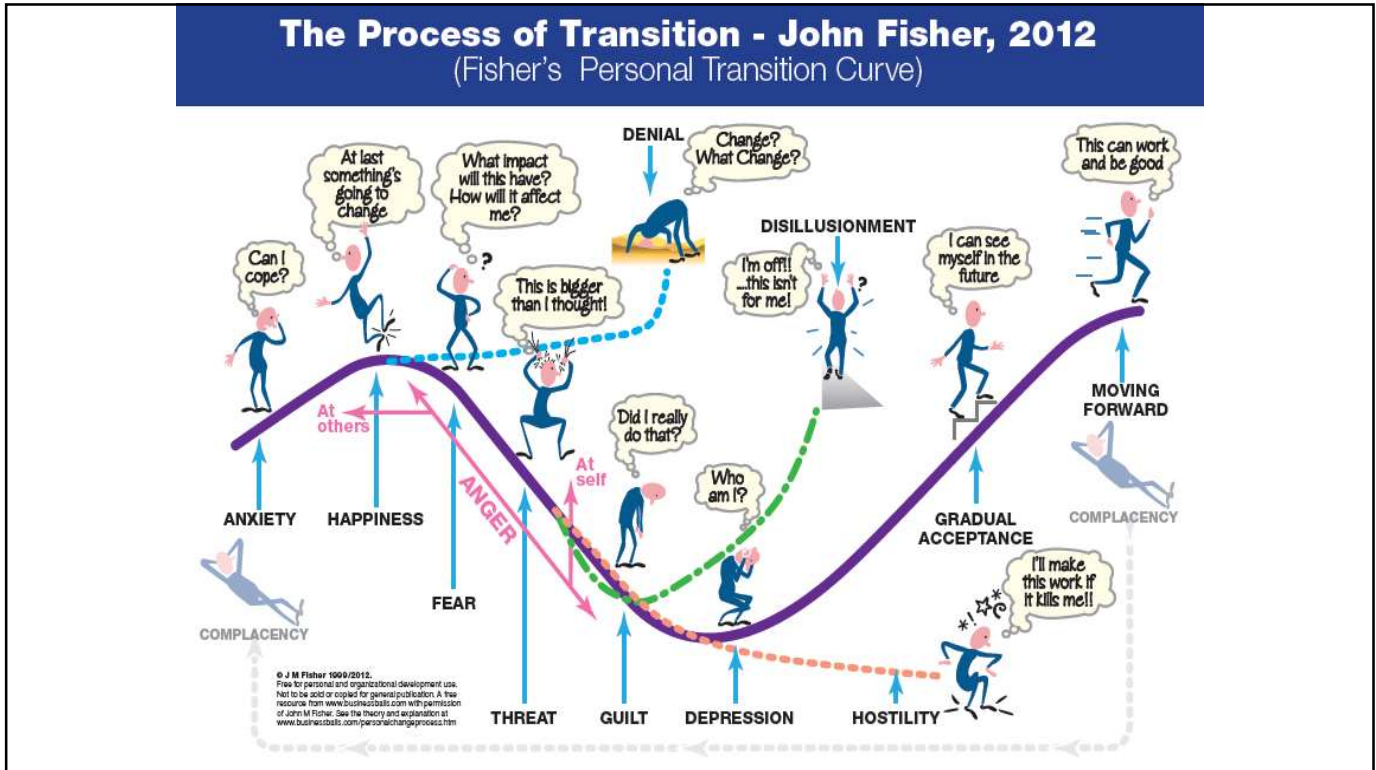 The Process of Transition - John Fisher, 2012
(Fisher's Personal Transition Curve)
Can I
cope?
At last
something's
going to
change
What impact
will this have?
How will it affect
me?
?
This is bigger
than I thought!
DENIAL
Change?
What Change?
DISILLUSIONMENT
I'm off!!
....this isn't
for me!
?
I can see
myself in the
future
This can work
and be good
At
others
ANGER
At
self
Did I really
do that?
Who
am I?
MOVING
FORWARD
ANXIETY
HAPPINESS
FEAR
GRADUAL
ACCEPTANCE
COMPLACENCY
COMPLACENCY
I'll make
this work if
it kills me!!
*!☆*
THREAT
GUILT
DEPRESSION
HOSTILITY
© J M Fisher 1999/2012.
Free for personal and organizational development use.
Not to be sold or copied for general publication. A free
resource from www.businessballs.com with permission
of John M Fisher. See the theory and explanation at
www.businessballs.com/personalchangeprocess.htm